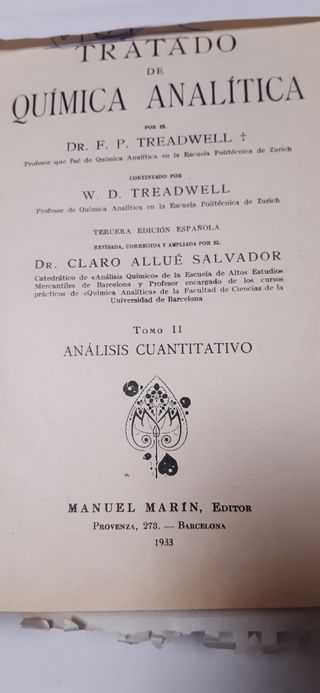 TRATADO
DE
QUÍMICA ANALÍTICA
POR EL
DR. F. P. TREADWELL †
Profesor que fué de Química Analítica en la Escuela Politécnica de Zurich
CONTINUADO POR
W. D. TREADWELL
Profesor de Química Analítica en la Escuela Politécnica de Zurich
TERCERA EDICIÓN ESPAÑOLA
REVISADA, CORREGIDA Y AMPLIADA POR EL
DR. CLARO ALLUÉ SALVADOR
Catedrático de «Análisis Químico» de la Escuela de Altos Estudios
Mercantiles de Barcelona y Profesor encargado de los cursos
prácticos de «Química Analítica» de la Facultad de Ciencias de la
Universidad de Barcelona
TOMO II
ANÁLISIS CUANTITATIVO
MANUEL MARÍN, EDITOR
PROVENZA, 273. — BARCELONA
1933